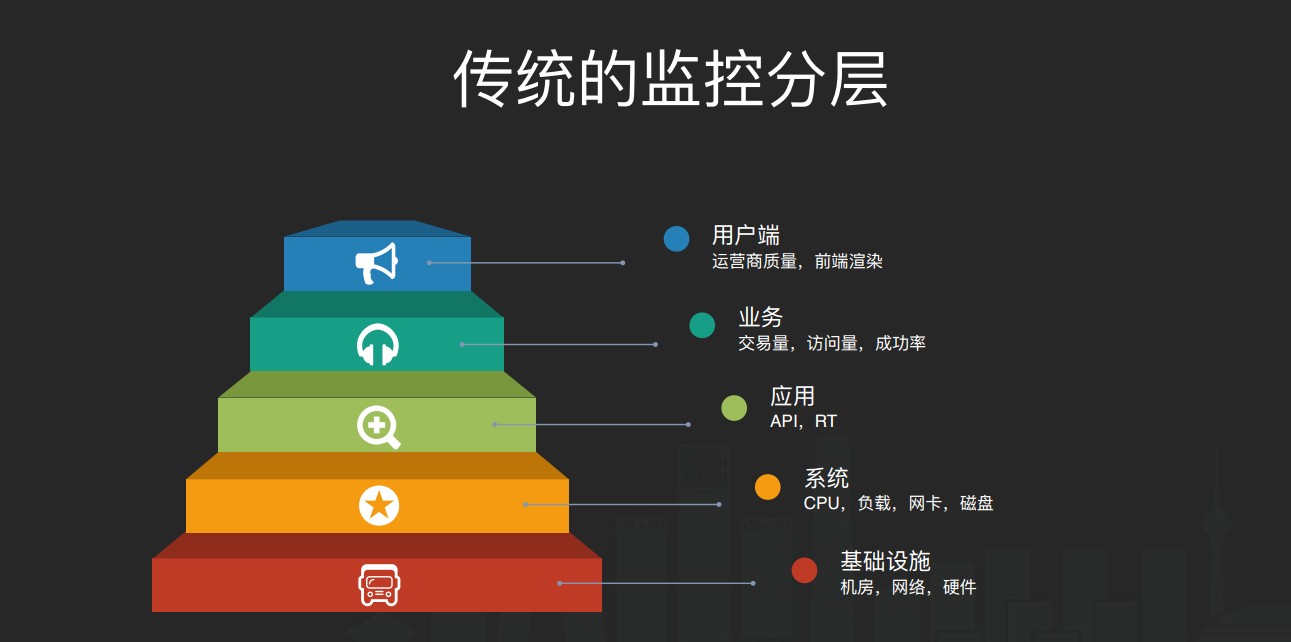 传统的监控分层
用户端
运营商质量，前端渲染
业务
交易量，访问量，成功率
应用
API，RT
系统
CPU，负载，网卡，磁盘
基础设施
机房，网络，硬件